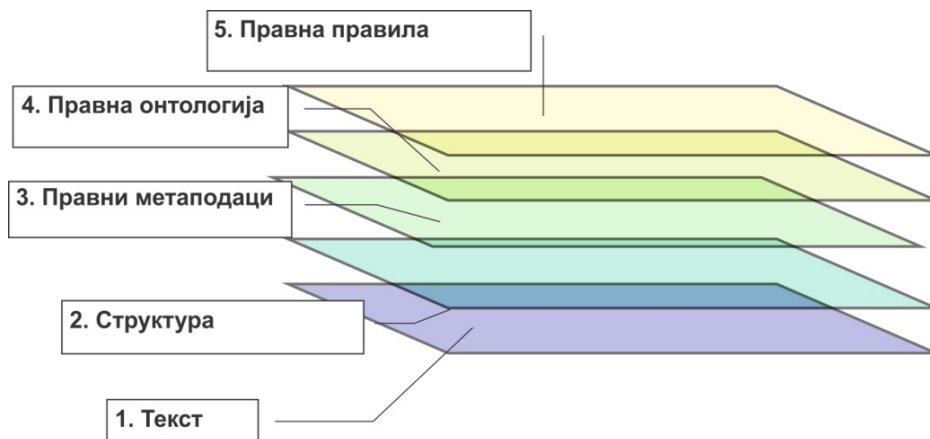 5. Правна правила
4. Правна онтологија
3. Правни метаподаци
2. Структура
1. Текст